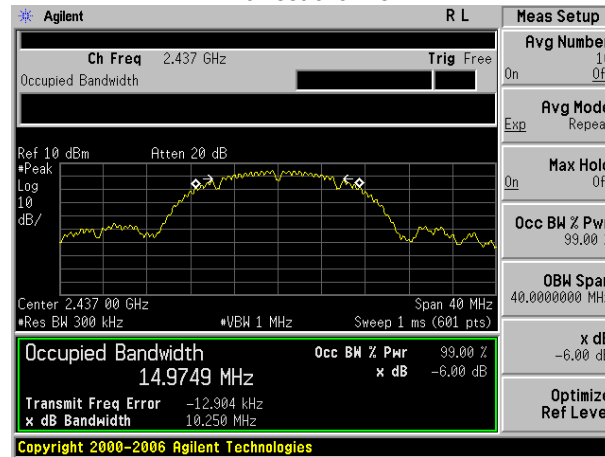 Agilent R L
Ch Freq 2.437 GHz Trig Free
Occupied Bandwidth
Ref 10 dBm Atten 20 dB
#Peak
Log
10
dB/
Center 2.437 00 GHz Span 40 MHz
#Res BW 300 kHz #VBW 1 MHz Sweep 1 ms (601 pts)
Occupied Bandwidth Occ BW % Pwr 99.00 %
14.9749 MHz x dB -6.00 dB
Transmit Freq Error -12.904 kHz
x dB Bandwidth 10.250 MHz
Copyright 2000-2006 Agilent Technologies
Meas Setup
Avg Number
On
Avg Mode
Exp Repea
Max Hold
On
Occ BW % Pwr
99.00
OBW Span
40.0000000 MH
x dB
-6.00 dB
Optimize
Ref Level